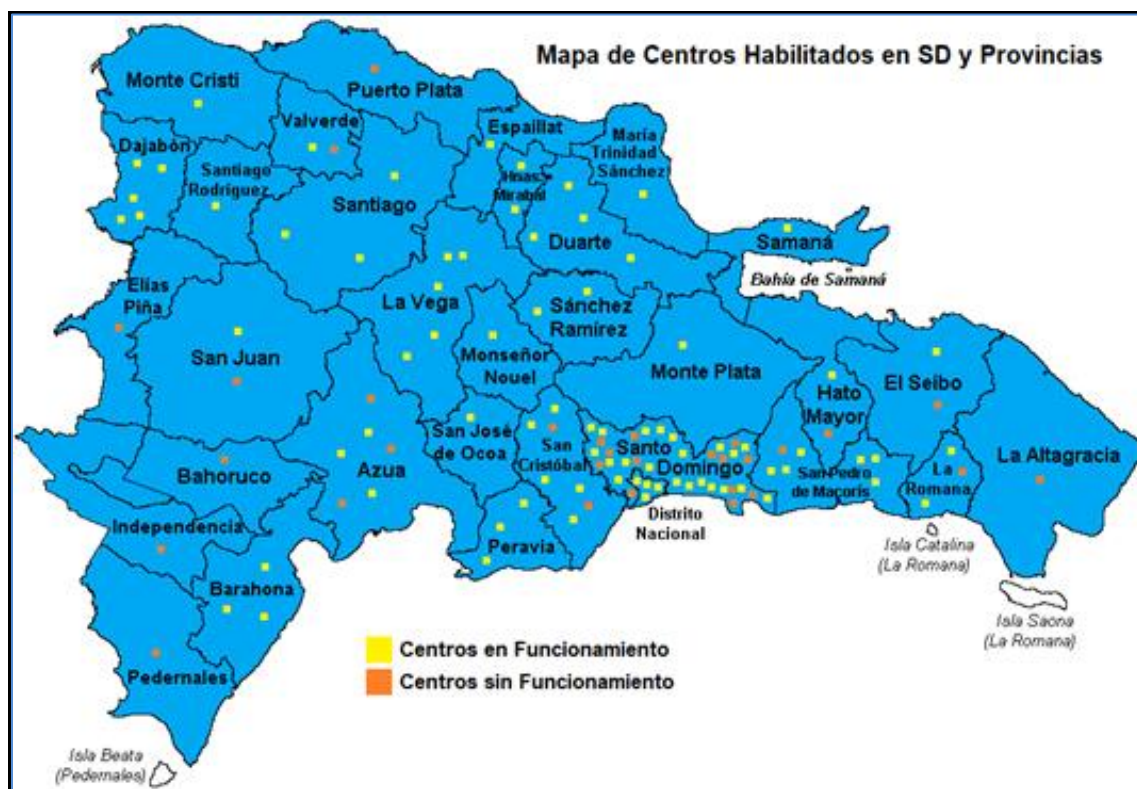 Mapa de Centros Habilitados en SD y Provincias
Monte Cristi
Puerto Plata
Valverde
Espaillat
María
Trinidad
Sánchez
Dajabón
Santiago
Rodríguez
Hnas.
Mirabal
Santiago
Duarte
Samaná
Bahía de Samaná
Elías
Piña
La Vega
Sánchez
Ramírez
San Juan
Monseñor
Nouel
Monte Plata
Hato
Mayor
El Seibo
San José
de Ocoa
San
Cristóbal
Santo
Domingo
La Altagracia
Bahoruco
Azua
San Pedro
de Macorís
La
Romana
Independencia
Distrito
Nacional
Peravia
Isla Catalina
(La Romana)
Barahona
Isla Saona
(La Romana)
Centros en Funcionamiento
Centros sin Funcionamiento
Pedernales
Isla Beata
(Pedernales)